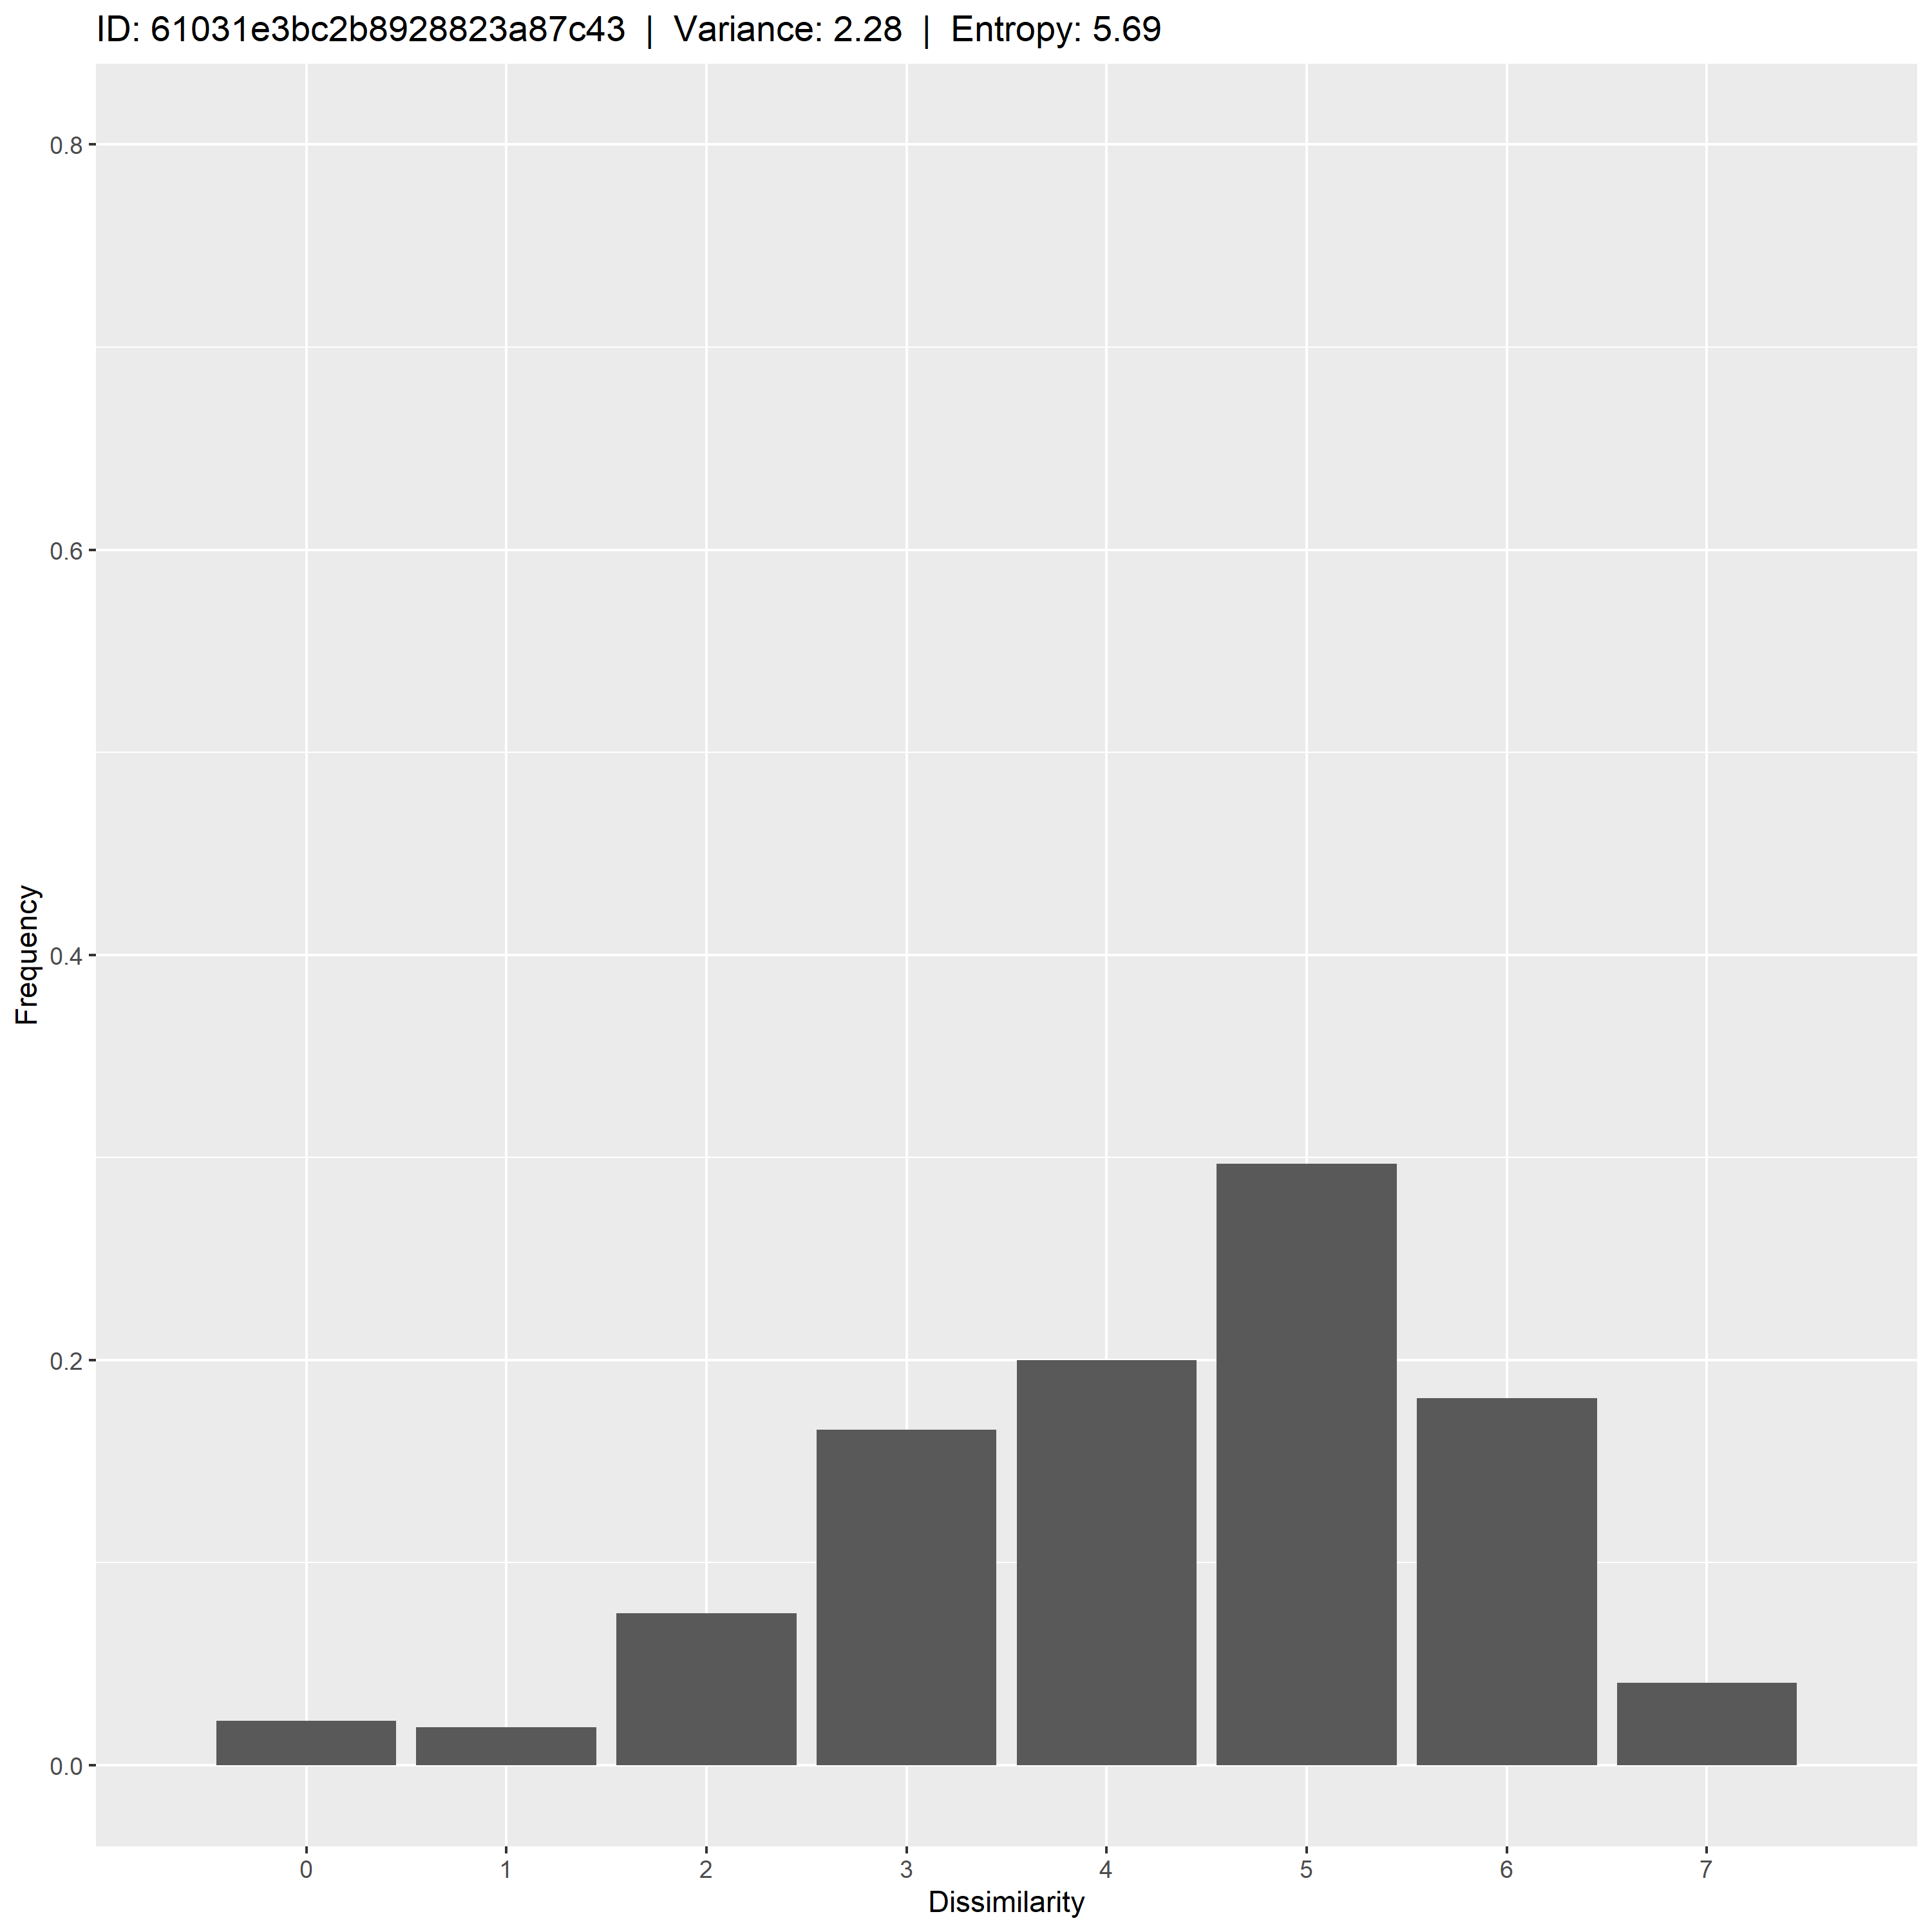 ID: 61031e3bc2b8928823a87c43 | Variance: 2.28 | Entropy: 5.69
Frequency
0.8
0.6
0.4
0.2
0.0
0 1 2 3 4 5 6 7
Dissimilarity